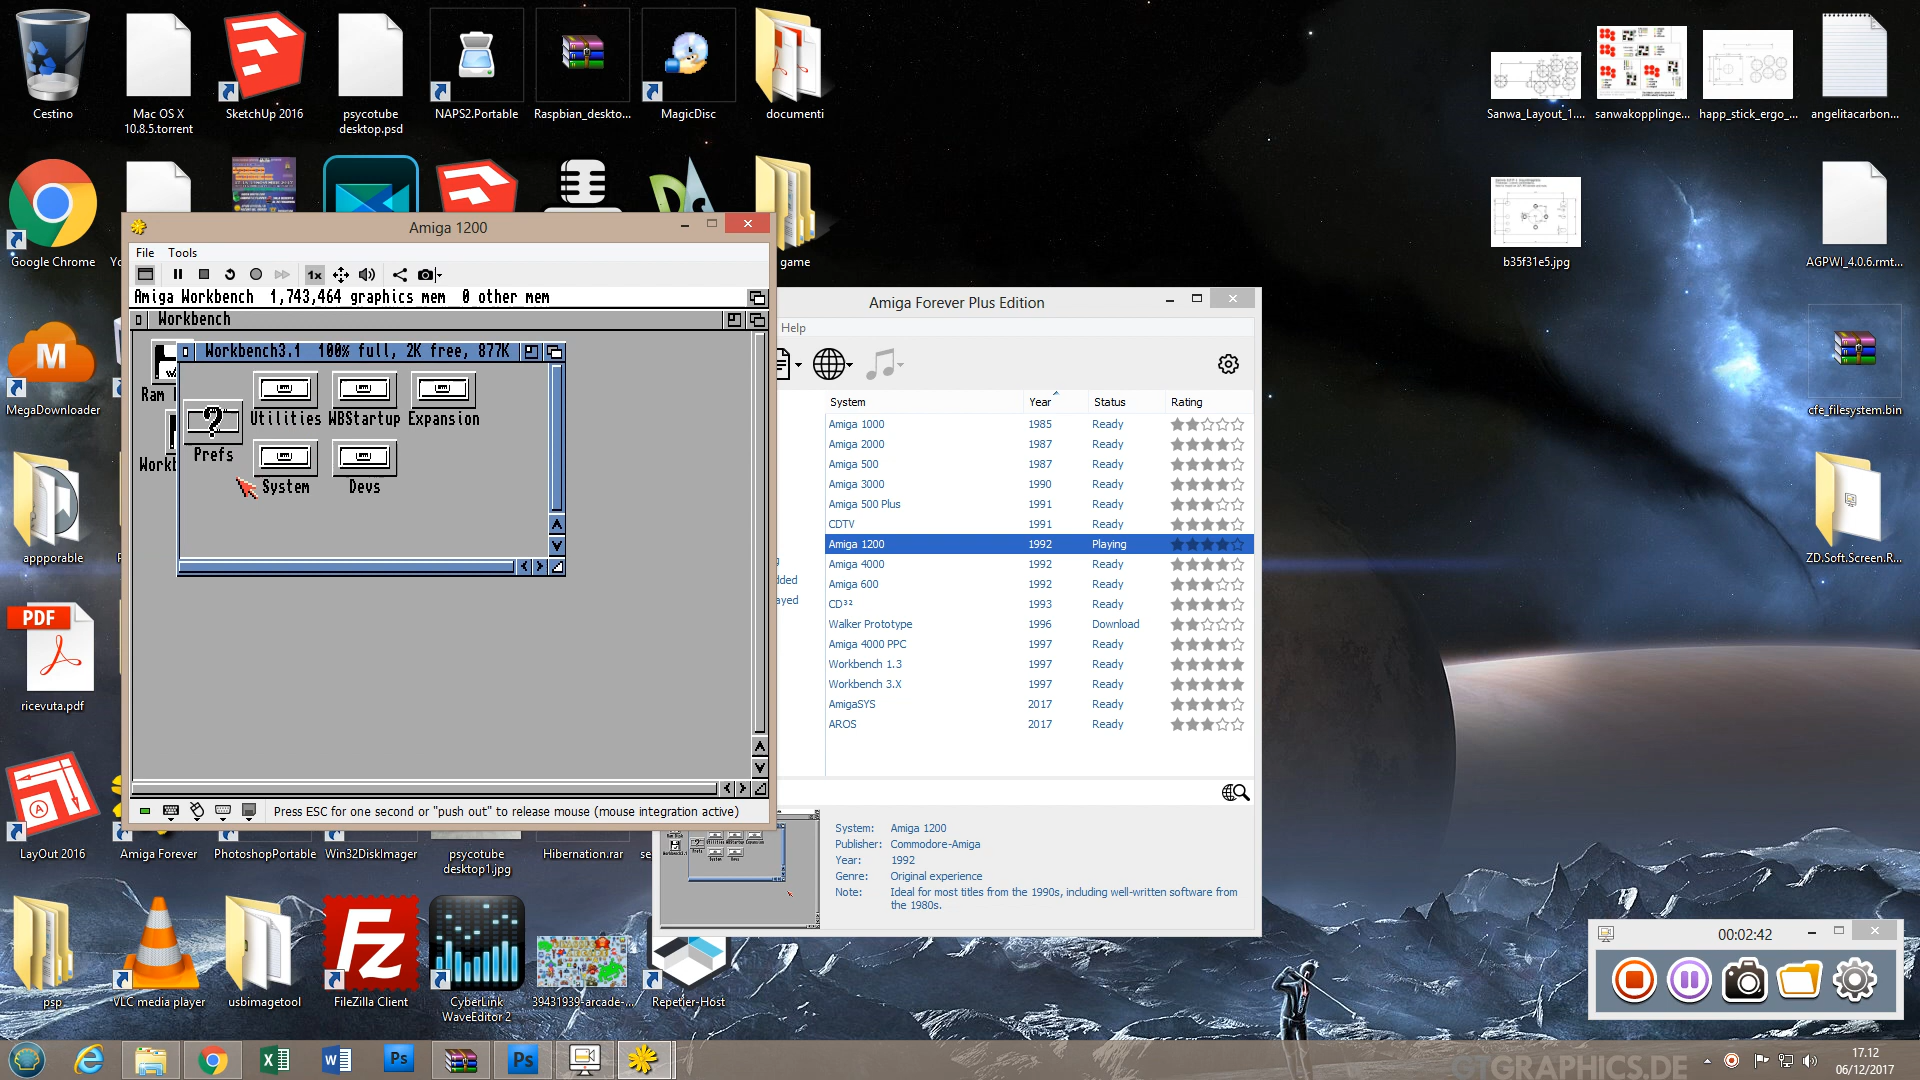 Cestino
Mac OS X
10.8.5.torrent
SketchUp 2016
psycotube
desktop.psd
NAPS2.Portable
Raspbian_deskto...
MagicDisc
documenti
Sanwa_Layout_1....
sanwakopplinge...
happ_stick_ergo_...
angelitacarbon...
Google Chrome
game
b35f31e5.jpg
AGPWI_4.0.6.rmt...
Amiga 1200
File Tools
1x
Amiga Workbench 1,743,464 graphics mem 0 other mem
Workbench
Workbench3.1 100% full, 2K free, 877K
Ram
Utilities WBStartup Expansion
Prefs
Work
System Devs
Press ESC for one second or "push out" to release mouse (mouse integration active)
Amiga Forever Plus Edition
Help
System Year Status Rating
Amiga 1000 1985 Ready
Amiga 2000 1987 Ready
Amiga 500 1987 Ready
Amiga 3000 1990 Ready
Amiga 500 Plus 1991 Ready
CDTV 1991 Ready
Amiga 1200 1992 Playing
Amiga 4000 1992 Ready
Amiga 600 1992 Ready
CD³² 1993 Ready
Walker Prototype 1996 Download
Amiga 4000 PPC 1997 Ready
Workbench 1.3 1997 Ready
Workbench 3.X 1997 Ready
AmigaSYS 2017 Ready
AROS 2017 Ready
System: Amiga 1200
Publisher: Commodore-Amiga
Year: 1992
Genre: Original experience
Note: Ideal for most titles from the 1990s, including well-written software from
the 1980s.
MegaDownloader
cfe_filesystem.bin
appporable
ZD.Soft.Screen.R...
PDF
ricevuta.pdf
LayOut 2016
Amiga Forever
PhotoshopPortable
Win32DiskImager
psycotube
desktop1.jpg
Hibernation.rar
psp
VLC media player
usbimagetool
FileZilla Client
CyberLink
WaveEditor 2
39431939-arcade-...
Repetier-Host
00:02:42
GTGRAPHICS.DE
17.12
06/12/2017